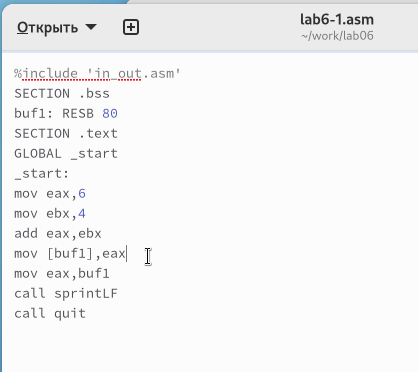 Открыть
lab6-1.asm
~/work/lab06
%include 'in_out.asm'
SECTION .bss
buf1: RESB 80
SECTION .text
GLOBAL _start
_start:
mov eax,6
mov ebx,4
add eax,ebx
mov [buf1],eax
mov eax,buf1
call sprintLF
call quit